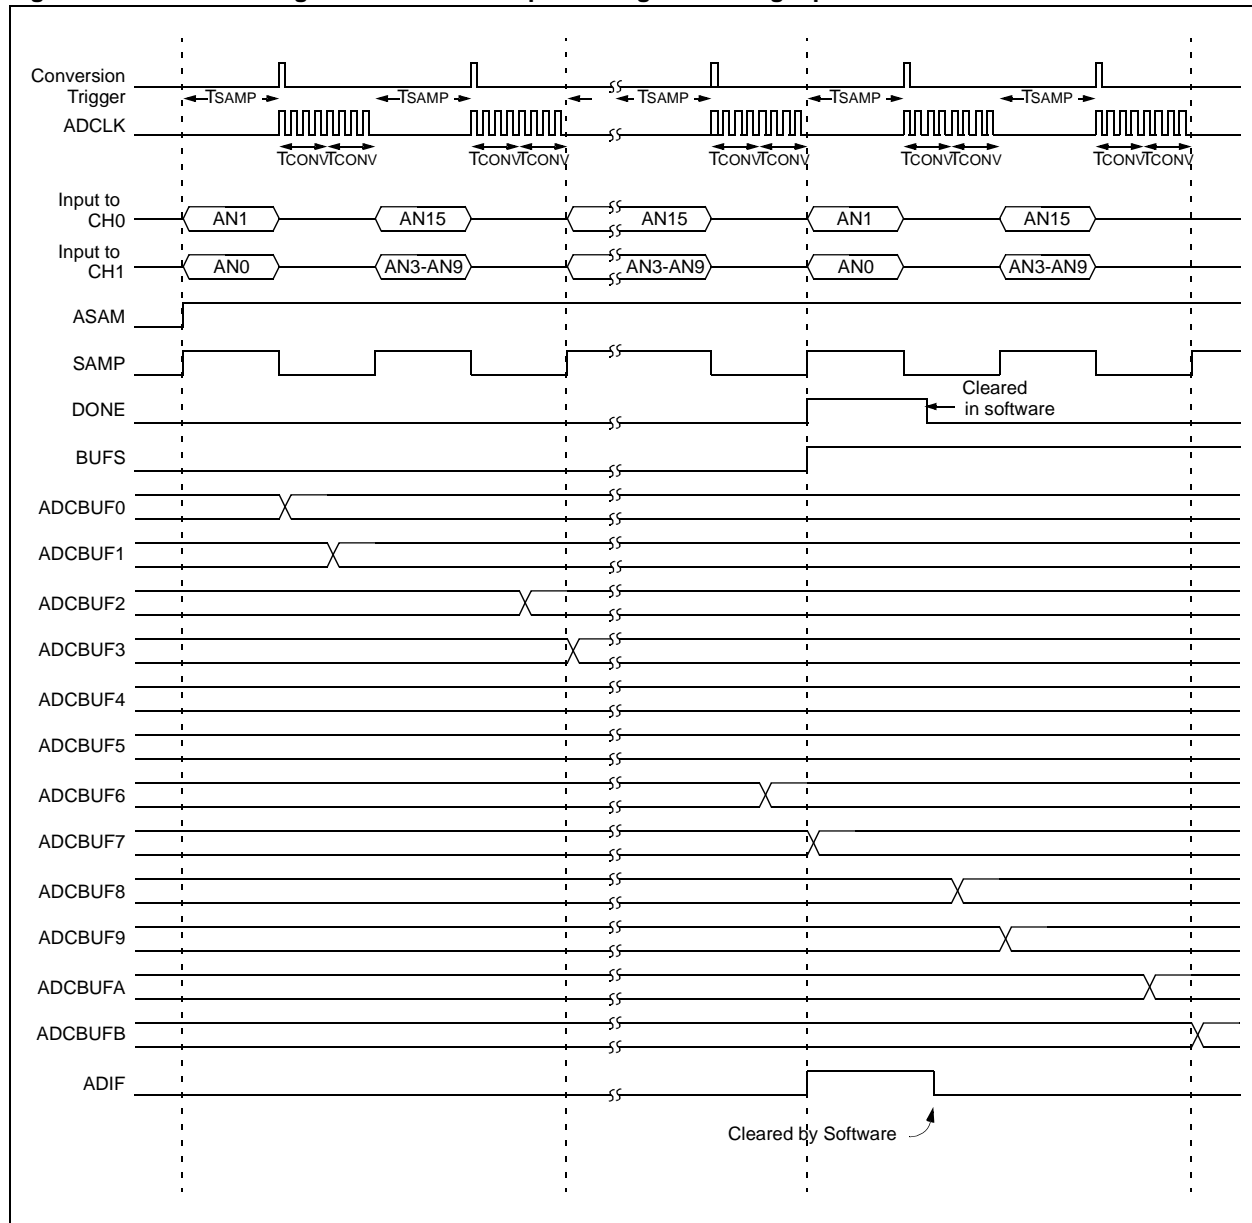 Conversion
Trigger
TSAMP TSAMP TSAMP TSAMP TSAMP
ADCLK
TCONV TCONV TCONV TCONV TCONV TCONV TCONV TCONV TCONV TCONV
Input to
CH0
AN1 AN15 AN15 AN1 AN15
Input to
CH1
AN0 AN3-AN9 AN3-AN9 AN0 AN3-AN9
ASAM
SAMP
Cleared
in software
DONE
BUFS
ADCBUF0
ADCBUF1
ADCBUF2
ADCBUF3
ADCBUF4
ADCBUF5
ADCBUF6
ADCBUF7
ADCBUF8
ADCBUF9
ADCBUFA
ADCBUFB
ADIF
Cleared by Software